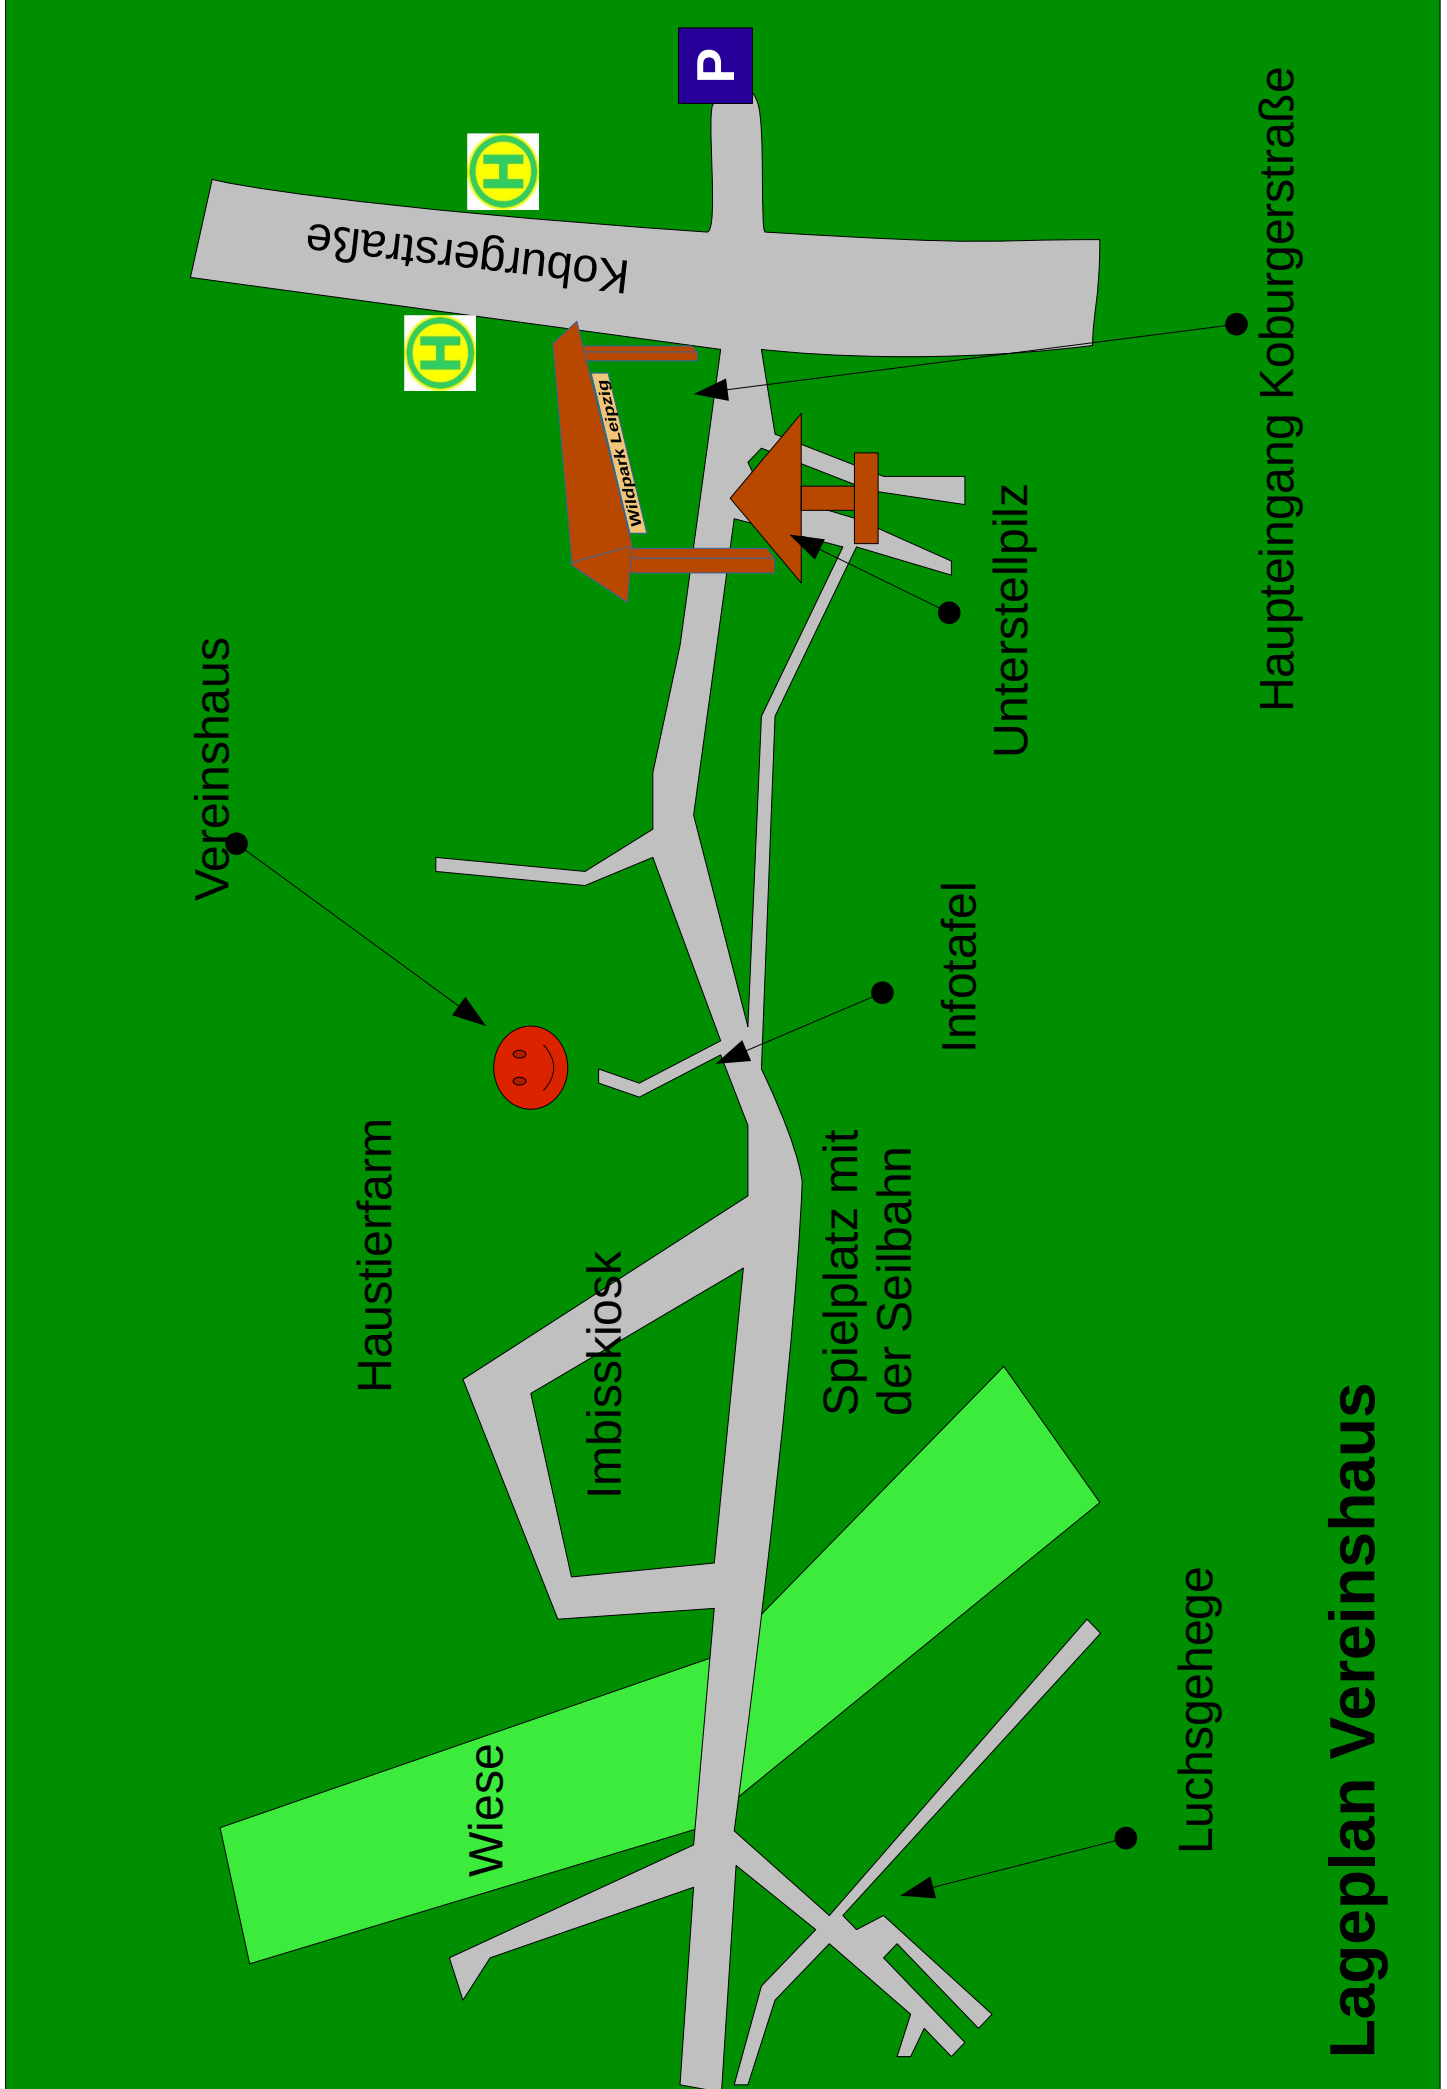 Lageplan Vereinshaus
Luchsgehege
Wiese
Imbisskiosk
Haustierfarm
Spielplatz mit
der Seilbahn
Infotafel
Vereinshaus
Unterstellpilz
Haupteingang Koburgerstraße
Wildpark Leipzig
Koburgerstraße
H
H
P